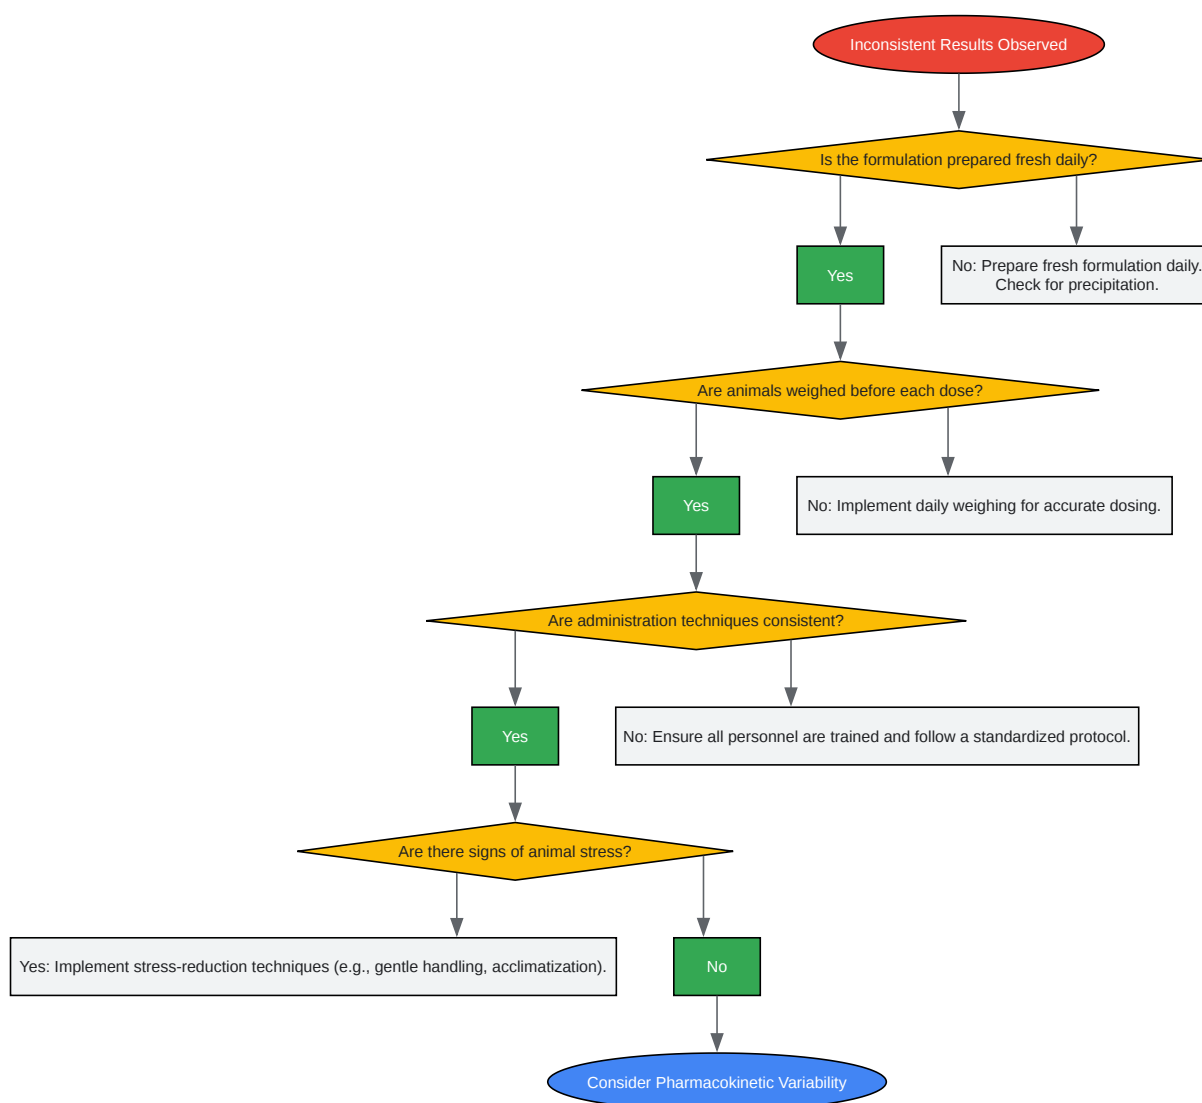 Inconsistent Results Observed
Is the formulation prepared fresh daily?
Yes
No: Prepare fresh formulation daily.
Check for precipitation.
Are animals weighed before each dose?
Yes
No: Implement daily weighing for accurate dosing.
Are administration techniques consistent?
Yes
No: Ensure all personnel are trained and follow a standardized protocol.
Are there signs of animal stress?
Yes: Implement stress-reduction techniques (e.g., gentle handling, acclimatization).
No
Consider Pharmacokinetic Variability